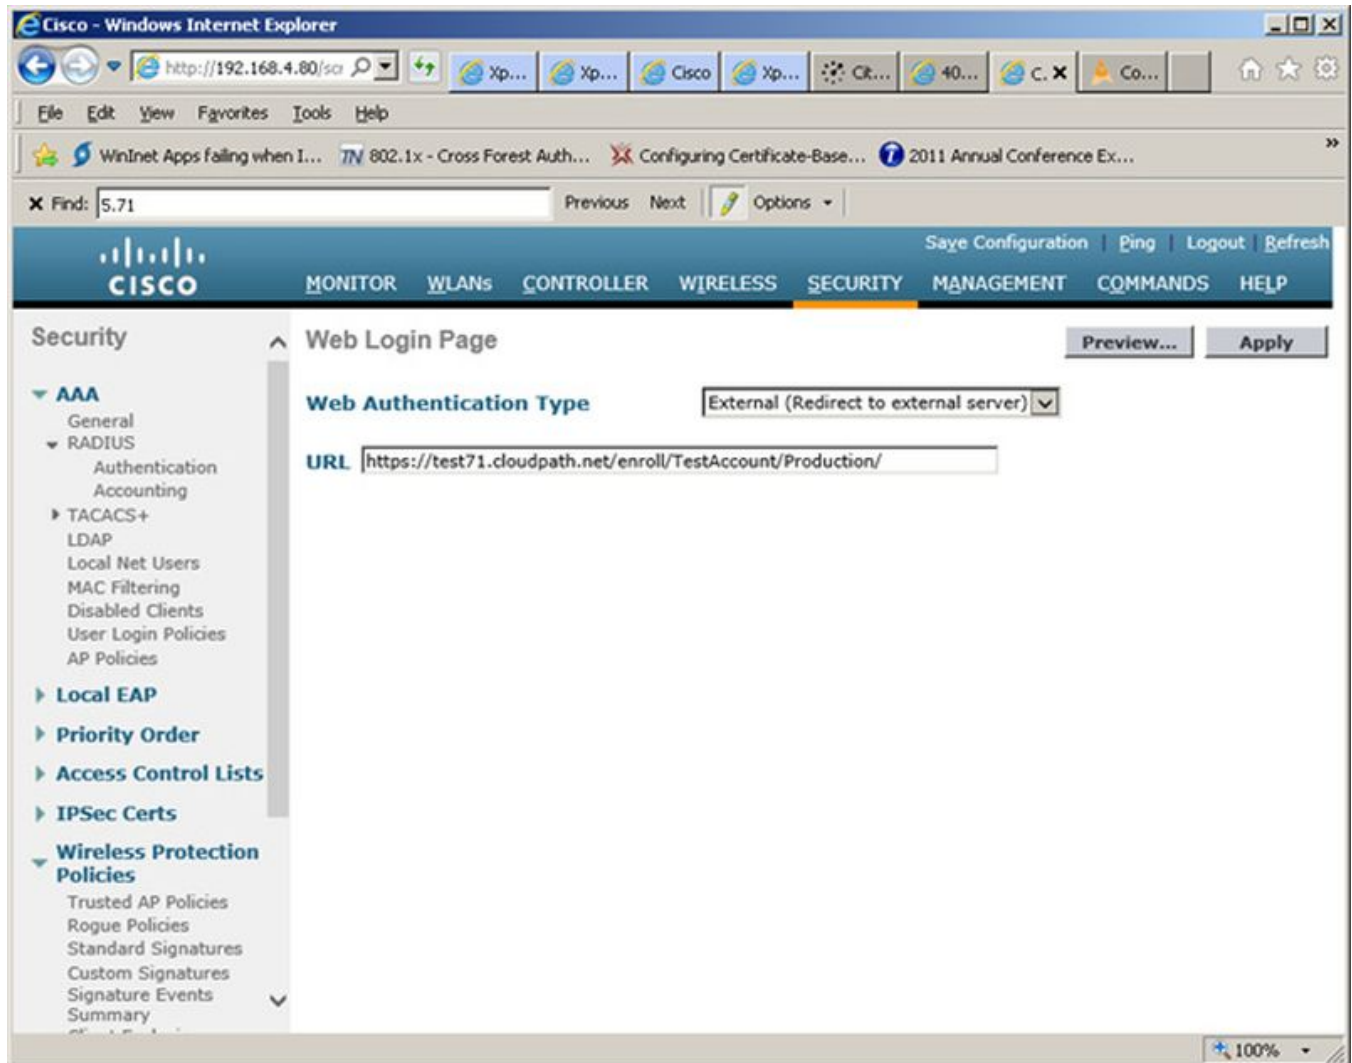 Cisco - Windows Internet Explorer
http://192.168.4.80/scr
Xp...
Xp...
Cisco
Xp...
Cit...
40...
C.
Co...
File Edit View Favorites Tools Help
WinInet Apps failing when I...
802.1x - Cross Forest Auth...
Configuring Certificate-Base...
2011 Annual Conference Ex...
»
x Find: 5.71 Previous Next Options
Save Configuration | Ping | Logout | Refresh
CISCO
MONITOR WLANs CONTROLLER WIRELESS SECURITY MANAGEMENT COMMANDS HELP
Security
AAA
General
RADIUS
Authentication
Accounting
TACACS+
LDAP
Local Net Users
MAC Filtering
Disabled Clients
User Login Policies
AP Policies
Local EAP
Priority Order
Access Control Lists
IPSec Certs
Wireless Protection
Policies
Trusted AP Policies
Rogue Policies
Standard Signatures
Custom Signatures
Signature Events
Summary
Web Login Page
Preview...
Apply
Web Authentication Type External (Redirect to external server)
URL https://test71.cloudpath.net/enroll/TestAccount/Production/
100%